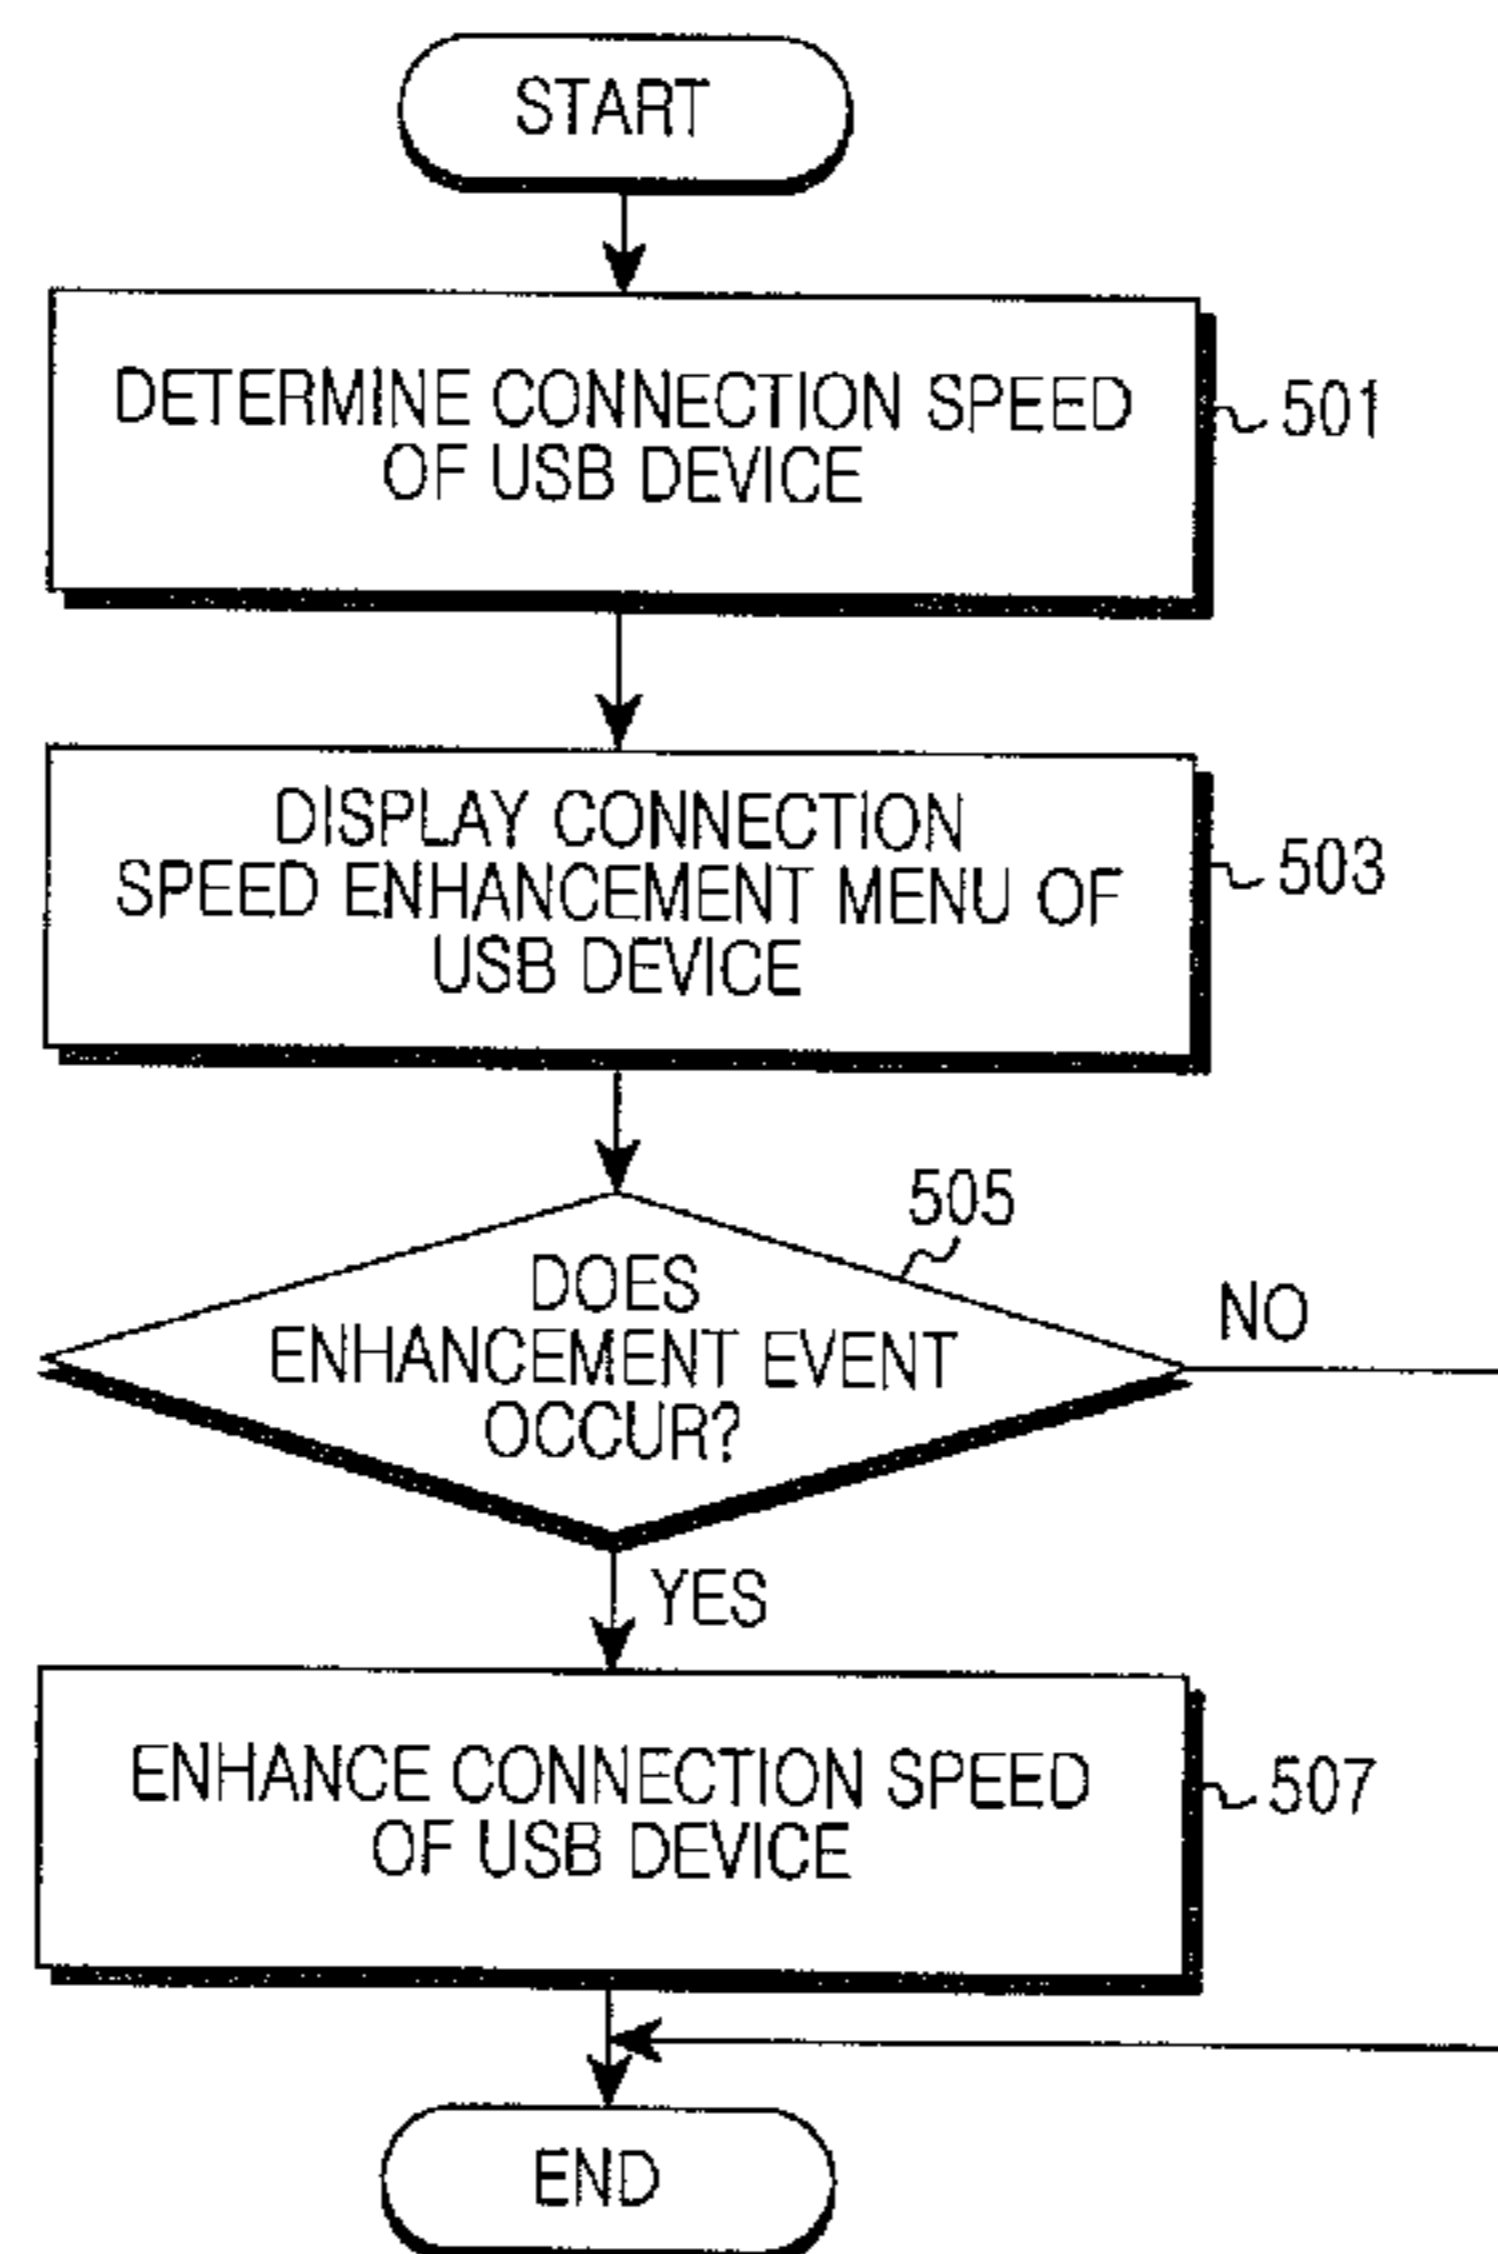 START
DETERMINE CONNECTION SPEED
OF USB DEVICE
501
DISPLAY CONNECTION
SPEED ENHANCEMENT MENU OF
USB DEVICE
503
505
DOES
ENHANCEMENT EVENT
OCCUR?
NO
YES
ENHANCE CONNECTION SPEED
OF USB DEVICE
507
END